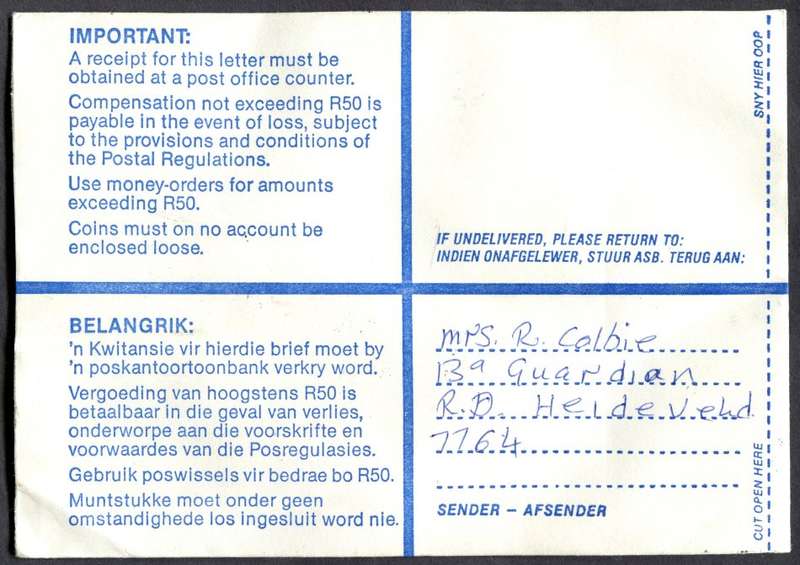 IMPORTANT:
A receipt for this letter must be
obtained at a post office counter.
Compensation not exceeding R50 is
payable in the event of loss, subject
to the provisions and conditions of
the Postal Regulations.
Use money-orders for amounts
exceeding R50.
Coins must on no account be
enclosed loose.
SNY HIER OOP
IF UNDELIVERED, PLEASE RETURN TO:
INDIEN ONAFGELEWER, STUUR ASB. TERUG AAN:
BELANGRIK:
'n Kwitansie vir hierdie brief moet by
'n poskantoortoonbank verkry word.
Vergoeding van hoogstens R50 is
betaalbaar in die geval van verlies,
onderworpe aan die voorskrifte en
voorwaardes van die Posregulasies.
Gebruik poswissels vir bedrae bo R50.
Muntstukke moet onder geen
omstandighede los ingesluit word nie.
Mrs. R. Colbie
13a Guardian
R.D. Heideveld
7764
SENDER – AFSENDER
CUT OPEN HERE